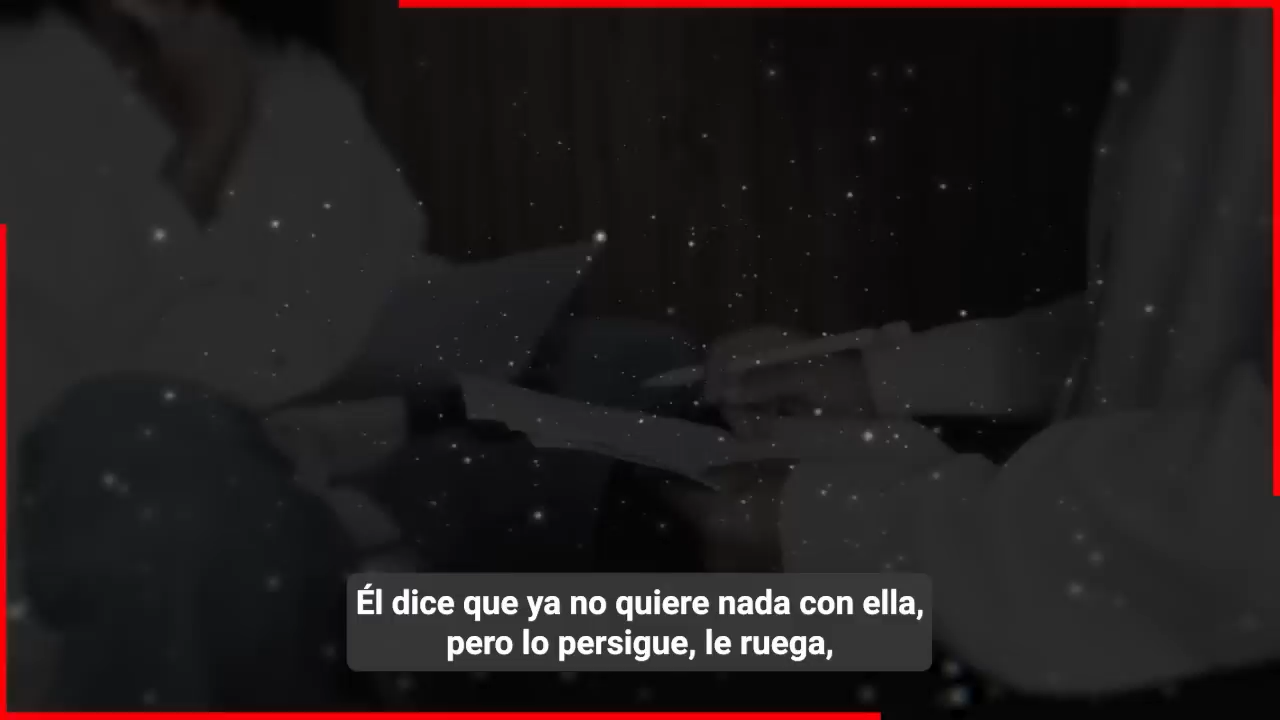 Él dice que ya no quiere nada con ella,
pero lo persigue, le ruega,